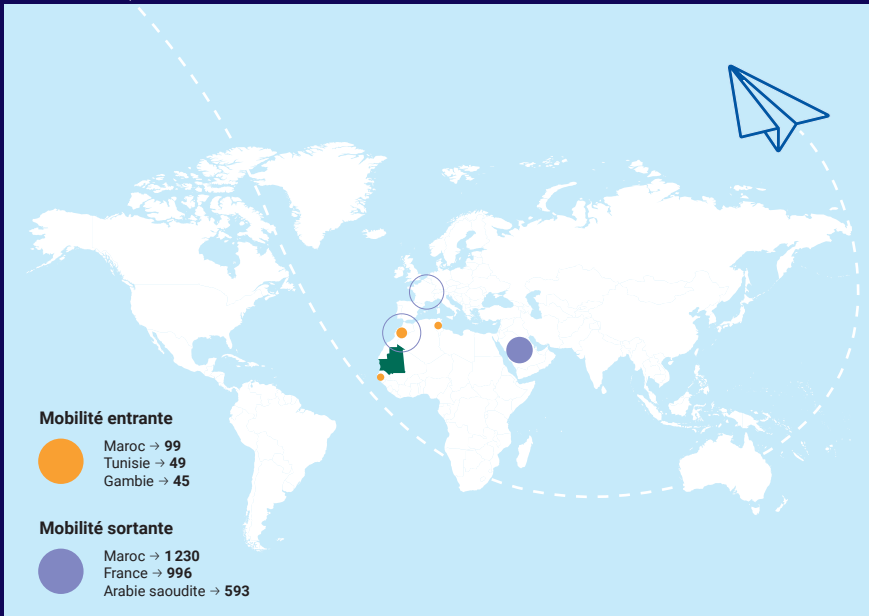 Mobilité entrante
Maroc → 99
Tunisie → 49
Gambie → 45
Mobilité sortante
Maroc → 1 230
France → 996
Arabie saoudite → 593